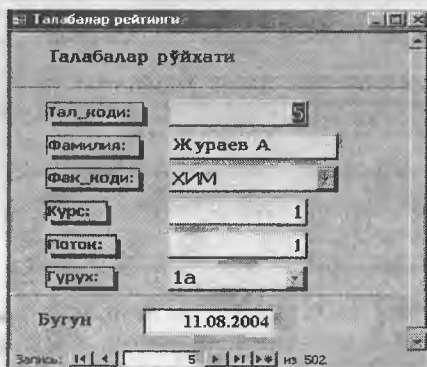 Талабалар рейтинги
Талабалар рўйхати
Тал_коди: 5
Фамилия: Жураев А
Фак_коди: ХИМ
Курс: 1
Поток: 1
Гурух: 1а
Бугун 11.08.2004
Запись: 5 из 502